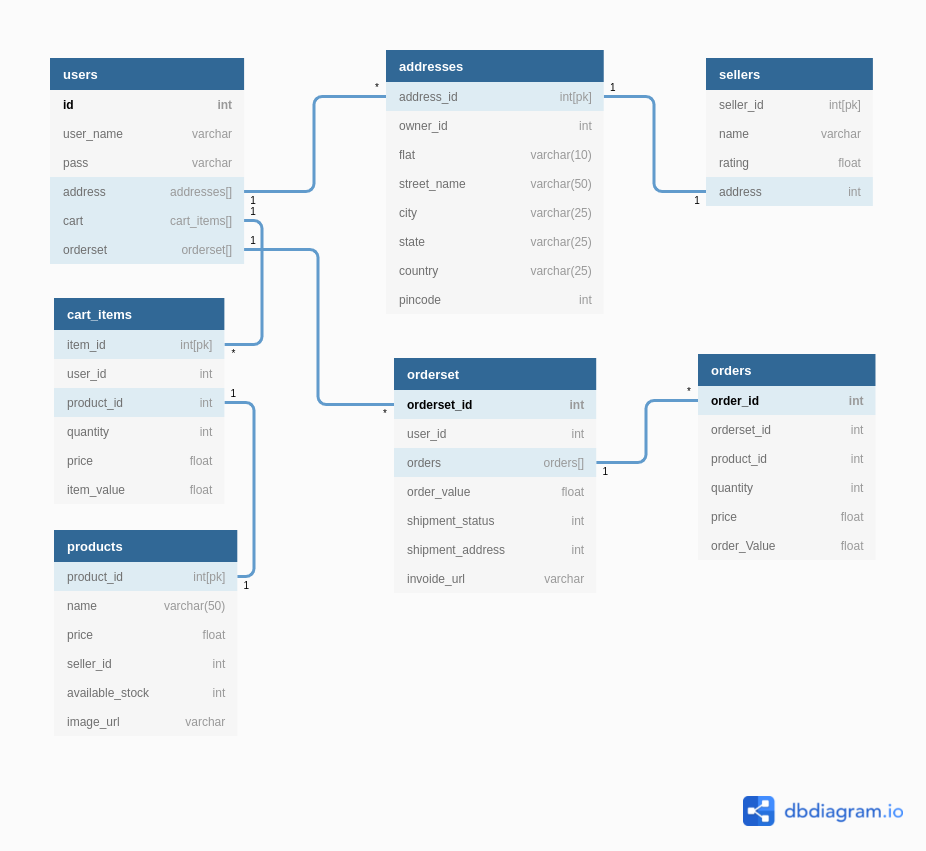 users
id int
user_name varchar
pass varchar
address addresses[]
cart cart_items[]
orderset orderset[]
1
1
1
*
addresses
address_id int[pk]
owner_id int
flat varchar(10)
street_name varchar(50)
city varchar(25)
state varchar(25)
country varchar(25)
pincode int
1
sellers
seller_id int[pk]
name varchar
rating float
address int
1
cart_items
item_id int[pk]
user_id int
product_id int
quantity int
price float
item_value float
*
1
products
product_id int[pk]
name varchar(50)
price float
seller_id int
available_stock int
image_url varchar
1
orderset
orderset_id int
user_id int
orders orders[]
order_value float
shipment_status int
shipment_address int
invoide_url varchar
*
1
orders
order_id int
orderset_id int
product_id int
quantity int
price float
order_Value float
*
dbdiagram.io